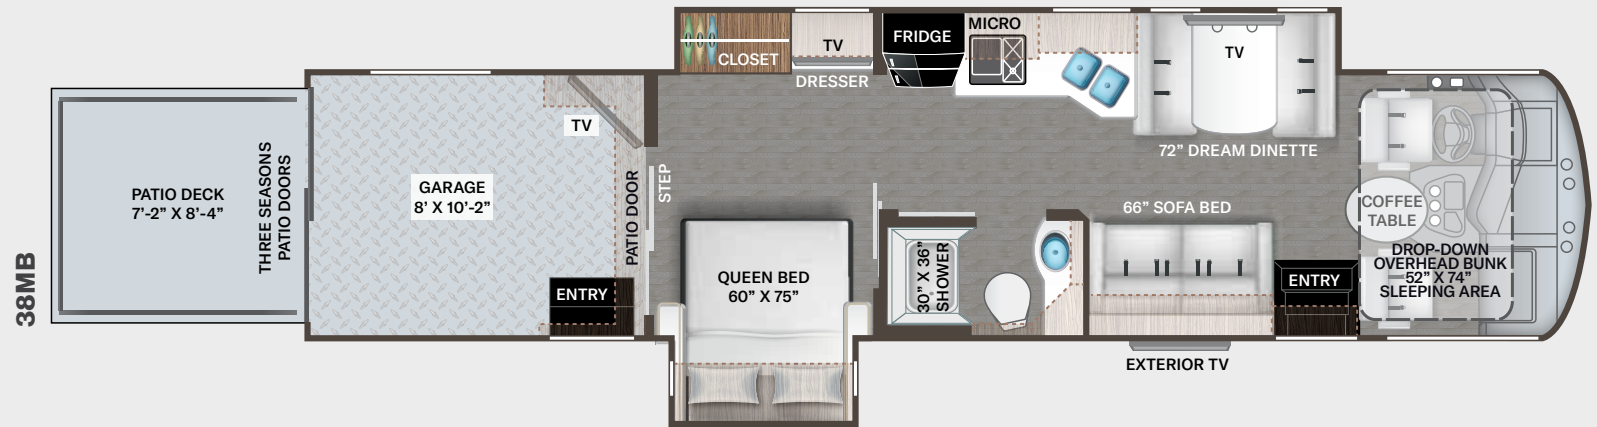 38MB
PATIO DECK
7'-2" X 8'-4"
THREE SEASONS
PATIO DOORS
GARAGE
8' X 10'-2"
TV
ENTRY
PATIO DOOR
STEP
CLOSET
TV
DRESSER
FRIDGE
MICRO
TV
72” DREAM DINETTE
QUEEN BED
60” X 75”
30” X 36”
SHOWER
66” SOFA BED
ENTRY
EXTERIOR TV
COFFEE
TABLE
DROP-DOWN
OVERHEAD BUNK
52” X 74”
SLEEPING AREA